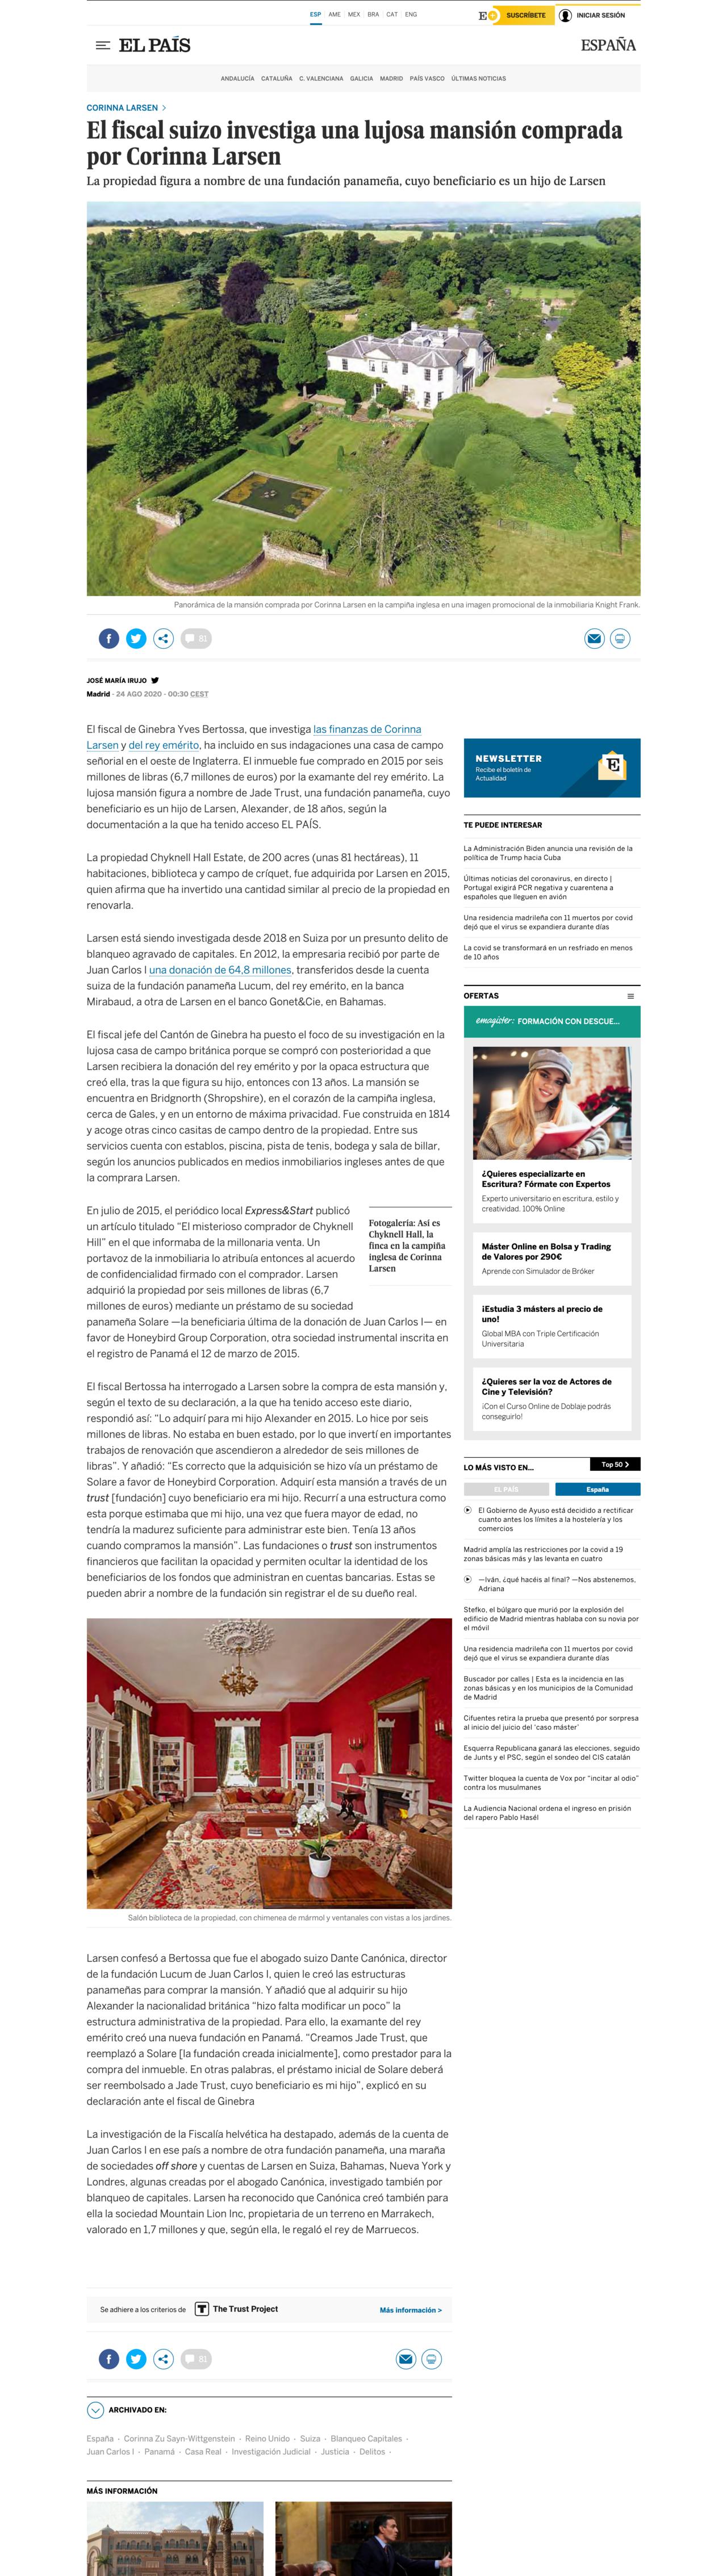 ESP AME MEX BRA CAT ENG
E SUSCRÍBETE INICIAR SESIÓN
EL PAÍS
ESPAÑA
ANDALUCÍA CATALUÑA C. VALENCIANA GALICIA MADRID PAÍS VASCO ÚLTIMAS NOTICIAS
CORINNA LARSEN >
El fiscal suizo investiga una lujosa mansión comprada
por Corinna Larsen
La propiedad figura a nombre de una fundación panameña, cuyo beneficiario es un hijo de Larsen
Panorámica de la mansión comprada por Corinna Larsen en la campiña inglesa en una imagen promocional de la inmobiliaria Knight Frank.
81
JOSÉ MARÍA IRUJO
Madrid - 24 AGO 2020 - 00:30 CEST
El fiscal de Ginebra Yves Bertossa, que investiga las finanzas de Corinna
Larsen y del rey emérito, ha incluido en sus indagaciones una casa de campo
señorial en el oeste de Inglaterra. El inmueble fue comprado en 2015 por seis
millones de libras (6,7 millones de euros) por la examante del rey emérito. La
lujosa mansión figura a nombre de Jade Trust, una fundación panameña, cuyo
beneficiario es un hijo de Larsen, Alexander, de 18 años, según la
documentación a la que ha tenido acceso EL PAÍS.
La propiedad Chyknell Hall Estate, de 200 acres (unas 81 hectáreas), 11
habitaciones, biblioteca y campo de críquet, fue adquirida por Larsen en 2015,
quien afirma que ha invertido una cantidad similar al precio de la propiedad en
renovarla.
Larsen está siendo investigada desde 2018 en Suiza por un presunto delito de
blanqueo agravado de capitales. En 2012, la empresaria recibió por parte de
Juan Carlos I una donación de 64,8 millones, transferidos desde la cuenta
suiza de la fundación panameña Lucum, del rey emérito, en la banca
Mirabaud, a otra de Larsen en el banco Gonet&Cie, en Bahamas.
El fiscal jefe del Cantón de Ginebra ha puesto el foco de su investigación en la
lujosa casa de campo británica porque se compró con posterioridad a que
Larsen recibiera la donación del rey emérito y por la opaca estructura que
creó ella, tras la que figura su hijo, entonces con 13 años. La mansión se
encuentra en Bridgnorth (Shropshire), en el corazón de la campiña inglesa,
cerca de Gales, y en un entorno de máxima privacidad. Fue construida en 1814
y acoge otras cinco casitas de campo dentro de la propiedad. Entre sus
servicios cuenta con establos, piscina, pista de tenis, bodega y sala de billar,
según los anuncios publicados en medios inmobiliarios ingleses antes de que
la comprara Larsen.
En julio de 2015, el periódico local Express&Start publicó
un artículo titulado “El misterioso comprador de Chyknell
Hill” en el que informaba de la millonaria venta. Un
portavoz de la inmobiliaria lo atribuía entonces al acuerdo
de confidencialidad firmado con el comprador. Larsen
adquirió la propiedad por seis millones de libras (6,7
millones de euros) mediante un préstamo de su sociedad
panameña Solare —la beneficiaria última de la donación de Juan Carlos I— en
favor de Honeybird Group Corporation, otra sociedad instrumental inscrita en
el registro de Panamá el 12 de marzo de 2015.
Fotogalería: Así es
Chyknell Hall, la
finca en la campiña
inglesa de Corinna
Larsen
El fiscal Bertossa ha interrogado a Larsen sobre la compra de esta mansión y,
según el texto de su declaración, a la que ha tenido acceso este diario,
respondió así: “Lo adquirí para mi hijo Alexander en 2015. Lo hice por seis
millones de libras. No estaba en buen estado, por lo que invertí en importantes
trabajos de renovación que ascendieron a alrededor de seis millones de
libras”. Y añadió: “Es correcto que la adquisición se hizo vía un préstamo de
Solare a favor de Honeybird Corporation. Adquirí esta mansión a través de un
trust [fundación] cuyo beneficiario era mi hijo. Recurrí a una estructura como
esta porque estimaba que mi hijo, una vez que fuera mayor de edad, no
tendría la madurez suficiente para administrar este bien. Tenía 13 años
cuando compramos la mansión”. Las fundaciones o trust son instrumentos
financieros que facilitan la opacidad y permiten ocultar la identidad de los
beneficiarios de los fondos que administran en cuentas bancarias. Estas se
pueden abrir a nombre de la fundación sin registrar el de su dueño real.
Salón biblioteca de la propiedad, con chimenea de mármol y ventanales con vistas a los jardines.
Larsen confesó a Bertossa que fue el abogado suizo Dante Canónica, director
de la fundación Lucum de Juan Carlos I, quien le creó las estructuras
panameñas para comprar la mansión. Y añadió que al adquirir su hijo
Alexander la nacionalidad británica “hizo falta modificar un poco” la
estructura administrativa de la propiedad. Para ello, la examante del rey
emérito creó una nueva fundación en Panamá. “Creamos Jade Trust, que
reemplazó a Solare [la fundación creada inicialmente], como prestador para la
compra del inmueble. En otras palabras, el préstamo inicial de Solare deberá
ser reembolsado a Jade Trust, cuyo beneficiario es mi hijo”, explicó en su
declaración ante el fiscal de Ginebra
La investigación de la Fiscalía helvética ha destapado, además de la cuenta de
Juan Carlos I en ese país a nombre de otra fundación panameña, una maraña
de sociedades off shore y cuentas de Larsen en Suiza, Bahamas, Nueva York y
Londres, algunas creadas por el abogado Canónica, investigado también por
blanqueo de capitales. Larsen ha reconocido que Canónica creó también para
ella la sociedad Mountain Lion Inc, propietaria de un terreno en Marrakech,
valorado en 1,7 millones y que, según ella, le regaló el rey de Marruecos.
Se adhiere a los criterios de T The Trust Project Más información >
81
ARCHIVADO EN:
España · Corinna Zu Sayn-Wittgenstein · Reino Unido · Suiza · Blanqueo Capitales ·
Juan Carlos I · Panamá · Casa Real · Investigación Judicial · Justicia · Delitos ·
MÁS INFORMACIÓN
NEWSLETTER
Recibe el boletín de
Actualidad
E
TE PUEDE INTERESAR
La Administración Biden anuncia una revisión de la
política de Trump hacia Cuba
Últimas noticias del coronavirus, en directo |
Portugal exigirá PCR negativa y cuarentena a
españoles que lleguen en avión
Una residencia madrileña con 11 muertos por covid
dejó que el virus se expandiera durante días
La covid se transformará en un resfriado en menos
de 10 años
OFERTAS
emagister: FORMACIÓN CON DESCUE...
¿Quieres especializarte en
Escritura? Fórmate con Expertos
Experto universitario en escritura, estilo y
creatividad. 100% Online
Máster Online en Bolsa y Trading
de Valores por 290€
Aprende con Simulador de Bróker
¡Estudia 3 másters al precio de
uno!
Global MBA con Triple Certificación
Universitaria
¿Quieres ser la voz de Actores de
Cine y Televisión?
¡Con el Curso Online de Doblaje podrás
conseguirlo!
LO MÁS VISTO EN...
Top 50 >
EL PAÍS España
El Gobierno de Ayuso está decidido a rectificar
cuanto antes los límites a la hostelería y los
comercios
Madrid amplía las restricciones por la covid a 19
zonas básicas más y las levanta en cuatro
—Iván, ¿qué hacéis al final? —Nos abstenemos,
Adriana
Stefko, el búlgaro que murió por la explosión del
edificio de Madrid mientras hablaba con su novia por
el móvil
Una residencia madrileña con 11 muertos por covid
dejó que el virus se expandiera durante días
Buscador por calles | Esta es la incidencia en las
zonas básicas y en los municipios de la Comunidad
de Madrid
Cifuentes retira la prueba que presentó por sorpresa
al inicio del juicio del ‘caso máster’
Esquerra Republicana ganará las elecciones, seguido
de Junts y el PSC, según el sondeo del CIS catalán
Twitter bloquea la cuenta de Vox por “incitar al odio”
contra los musulmanes
La Audiencia Nacional ordena el ingreso en prisión
del rapero Pablo Hasél